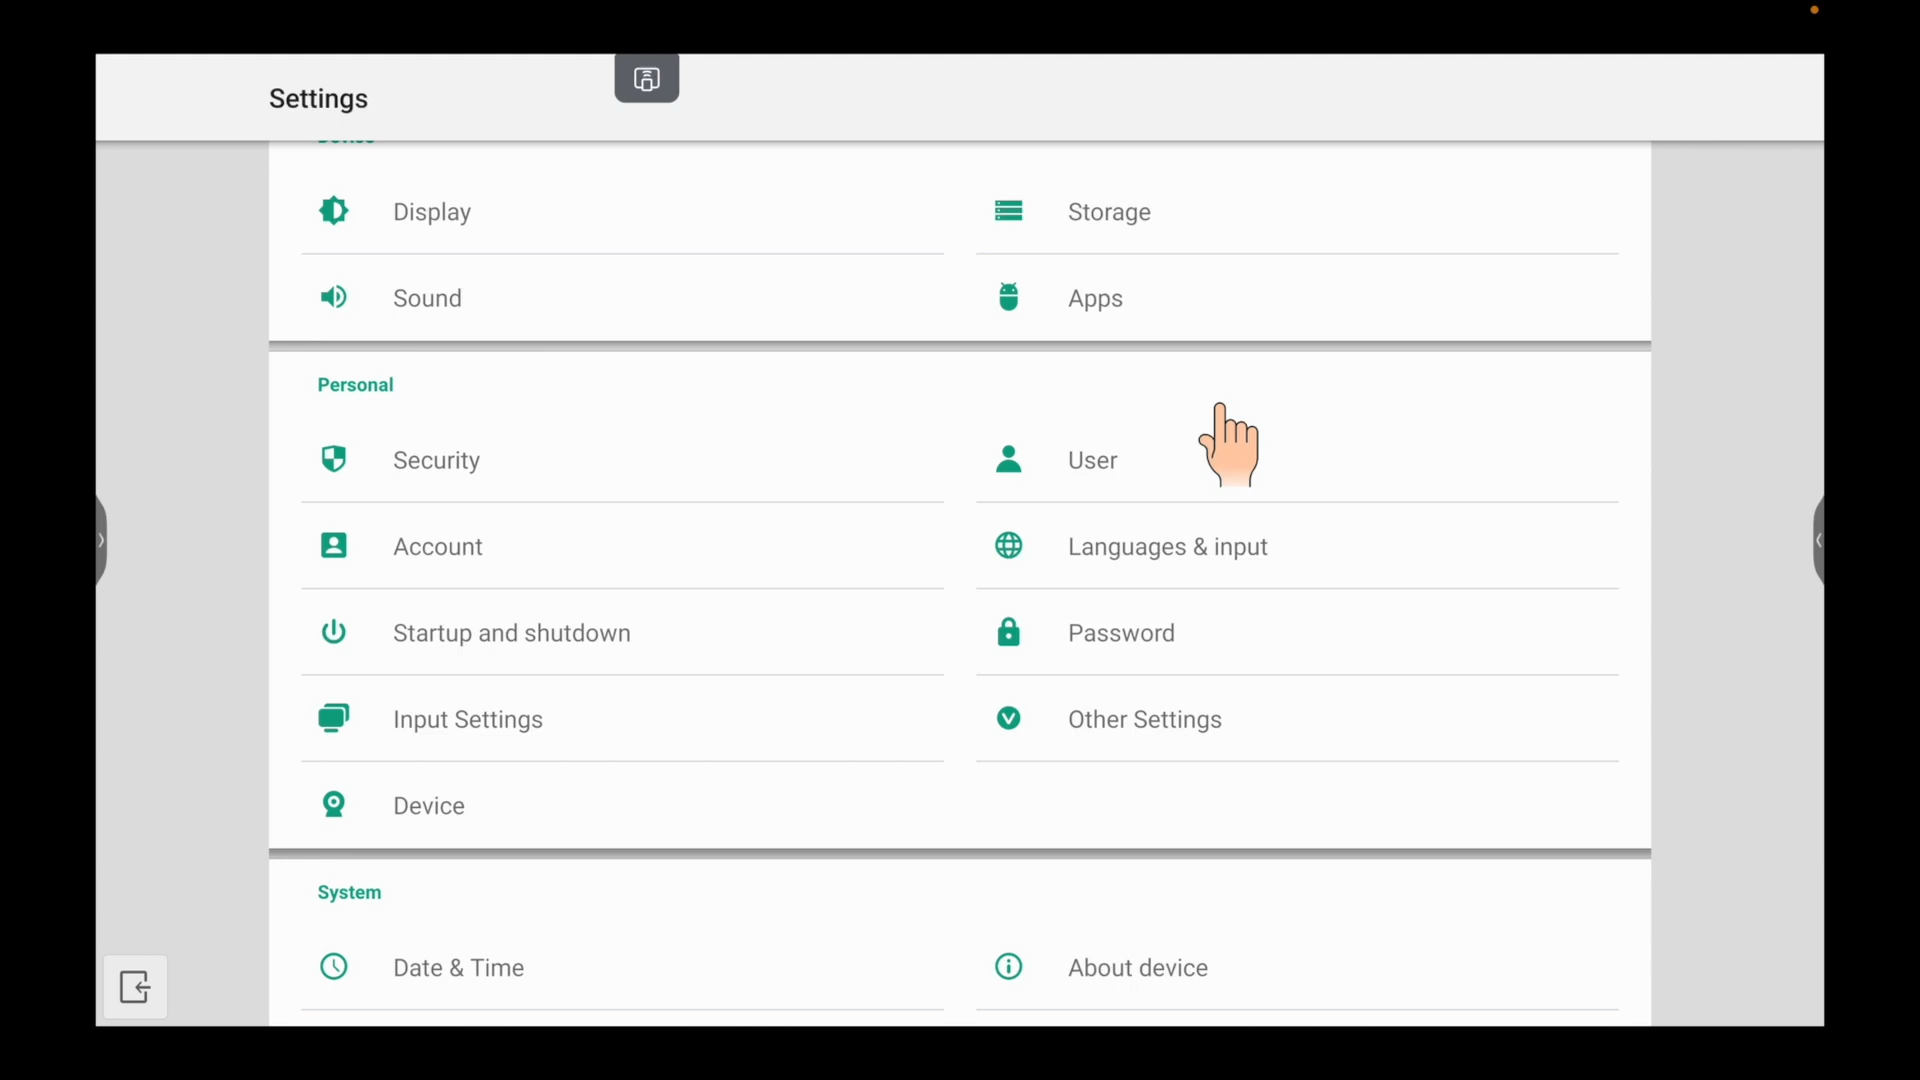 Settings
Display
Storage
Sound
Apps
Personal
Security
User
Account
Languages & input
Startup and shutdown
Password
Input Settings
Other Settings
Device
System
Date & Time
About device